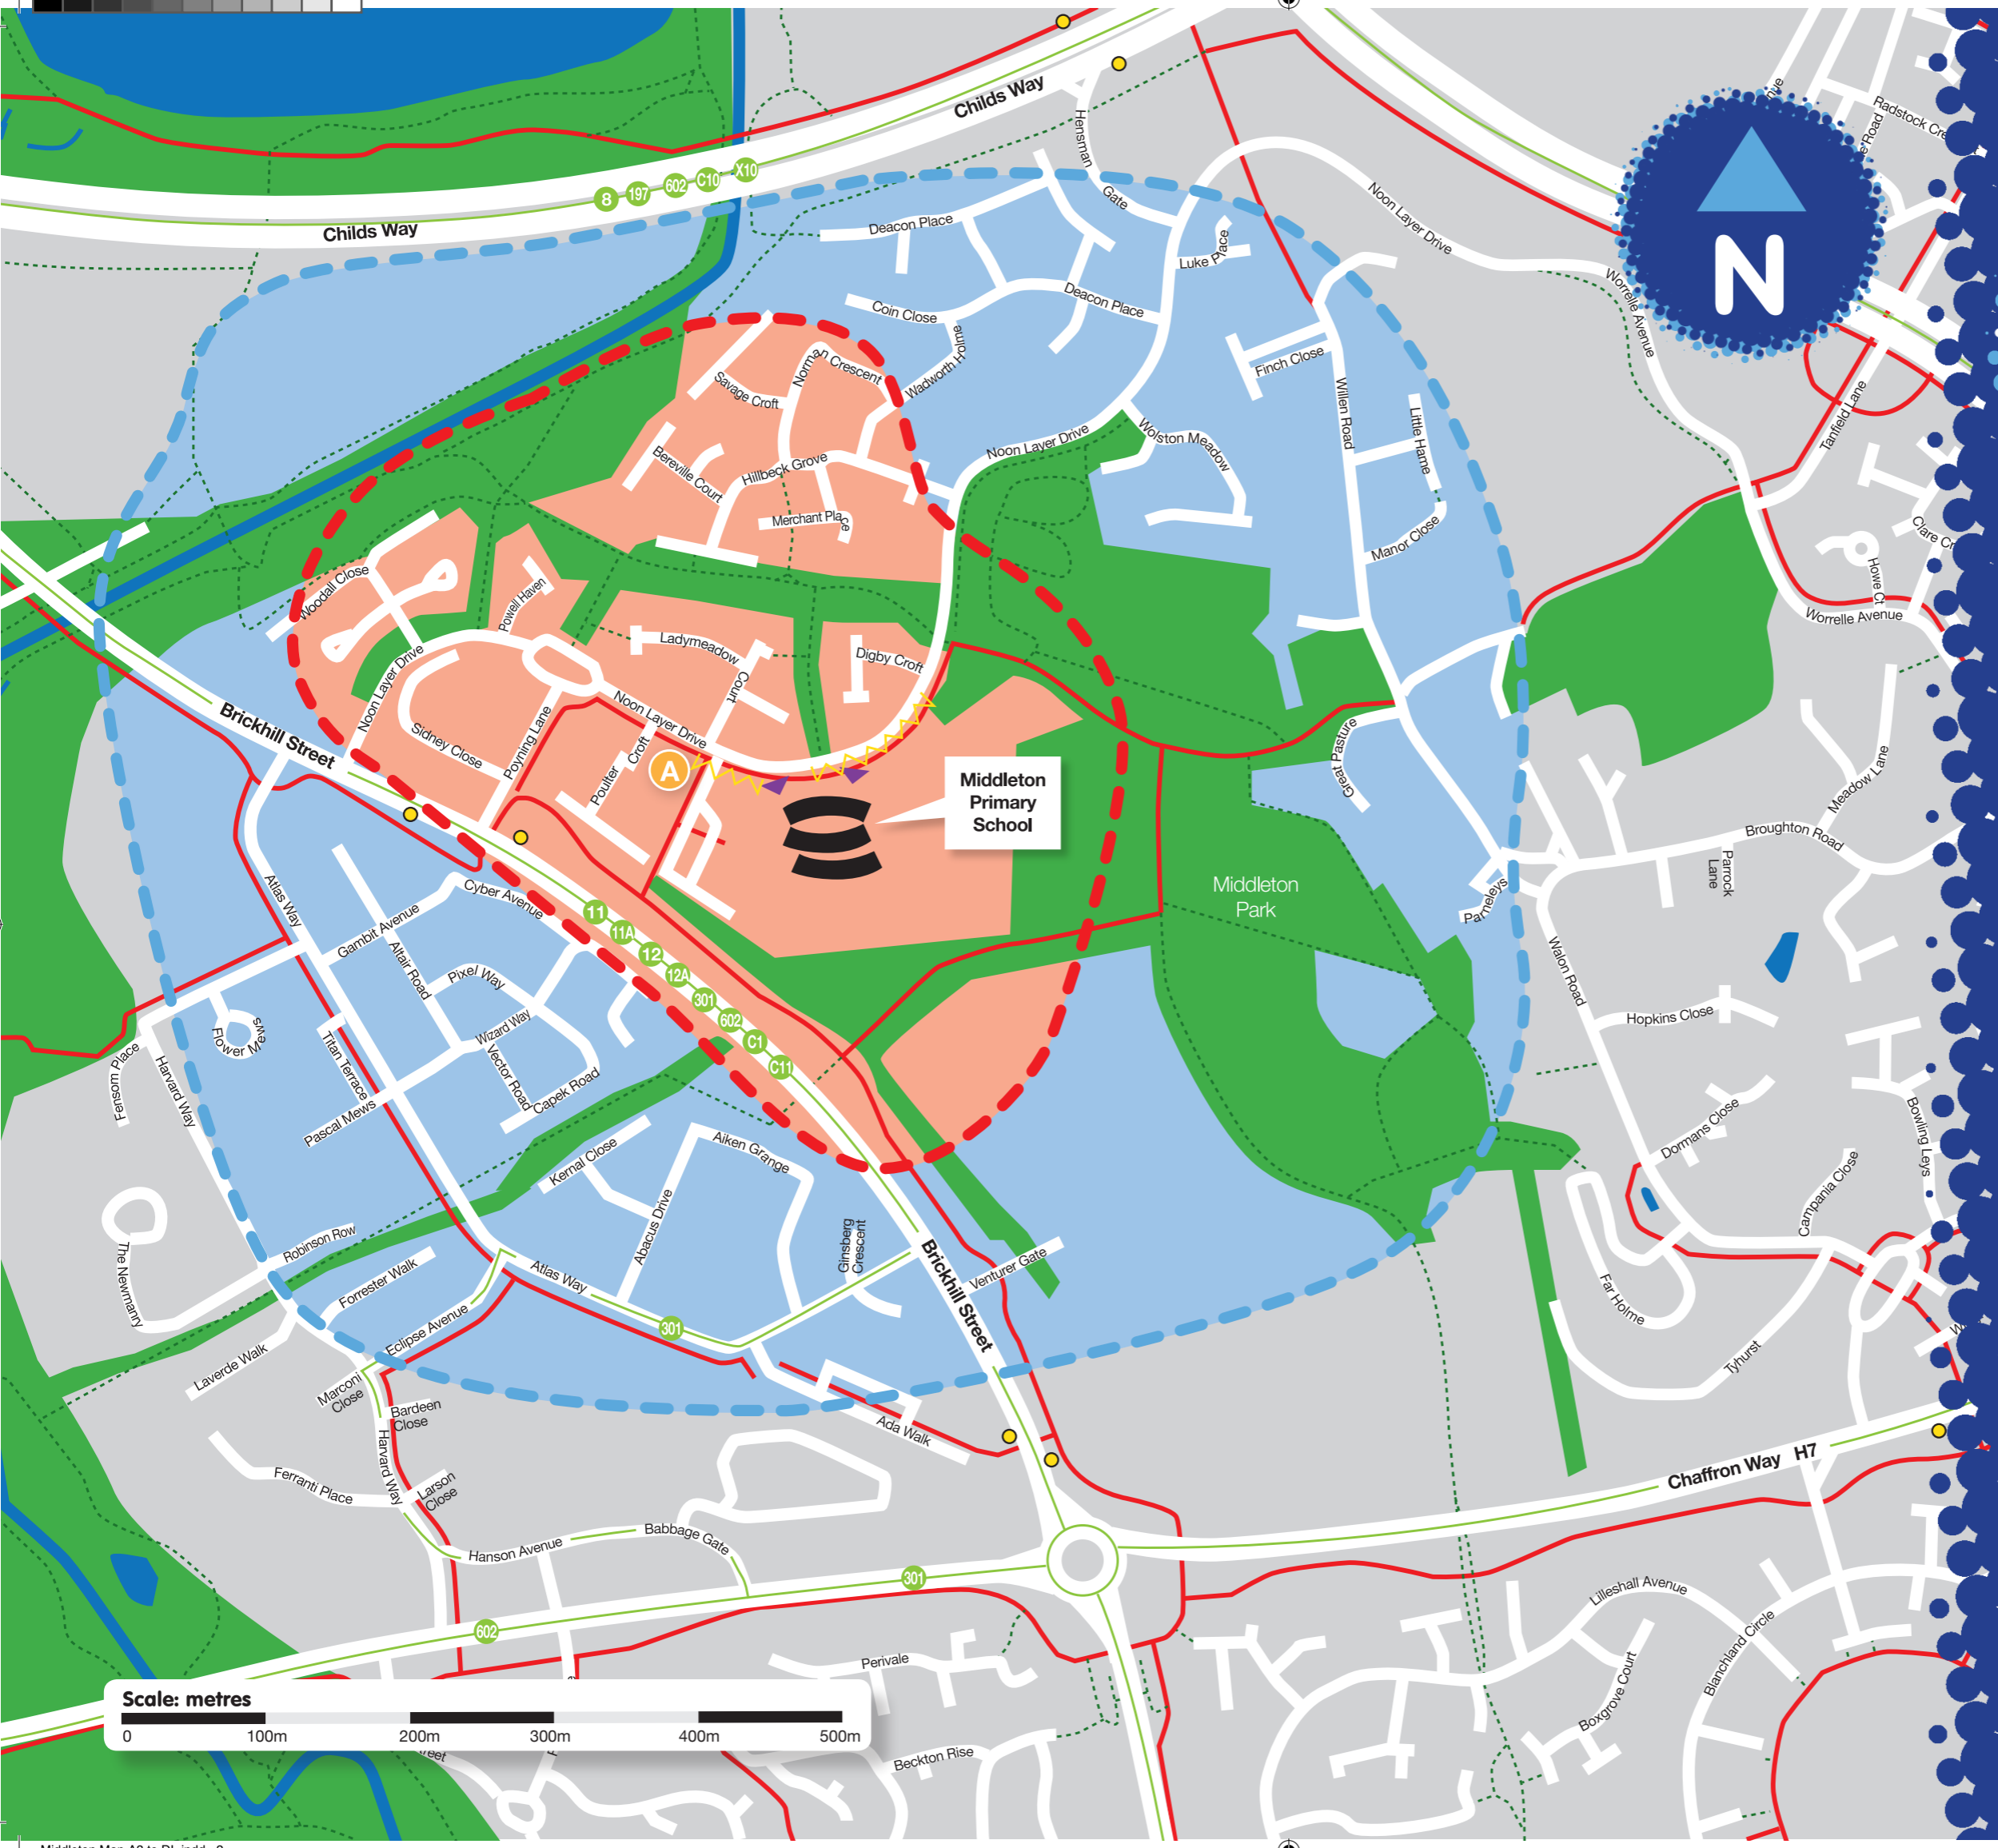 Childs Way
Hensman
Gate
8
197
602
C10
X10
Childs Way
Radstock Cre
N
Deacon Place
Luke Place
Noon Layer Drive
Worrelle Avenue
Coin Close
Deacon Place
Wadworth Holme
Norman Crescent
Savage Croft
Finch Close
Willen Road
Little Hame
Tanfield Lane
Noon Layer Drive
Wolston Meadow
Bereville Court
Hillbeck Grove
Merchant Place
Manor Close
Clare Cr
Howe Ct
Worrelle Avenue
Woodall Close
Powell Haven
Ladymeadow
Court
Digby Croft
Noon Layer Drive
Noon Layer Drive
Sidney Close
Poyning Lane
Poulter
Croft
Brickhill Street
A
Middleton
Primary
School
Great Pasture
Meadow Lane
Broughton Road
Parrock
Lane
Parneleys
Middleton
Park
Cyber Avenue
Atlas Way
Gambit Avenue
Altair Road
Pixel Way
Wizard Way
Vector Road
Capek Road
11
11A
12
12A
301
602
C1
C11
Walon Road
Hopkins Close
Flower Mews
Titan Terrace
Pascal Mews
Fensom Place
Harvard Way
Dormans Close
Bowling Leys
Campania Close
Kernal Close
Aiken Grange
Abacus Drive
Ginsberg
Crescent
Venturer Gate
Brickhill Street
The Newmany
Robinson Row
Forrester Walk
Eclipse Avenue
Atlas Way
301
Laverde Walk
Marconi
Close
Bardeen
Close
Harvard Way
Larson
Close
Ferranti Place
Ada Walk
Far Holme
Tyhurst
Chaffron Way H7
Hanson Avenue
Babbage Gate
301
602
Lilleshall Avenue
Blanchland Circle
Boxgrove Court
Perivale
Beckton Rise
Scale: metres
0 100m 200m 300m 400m 500m